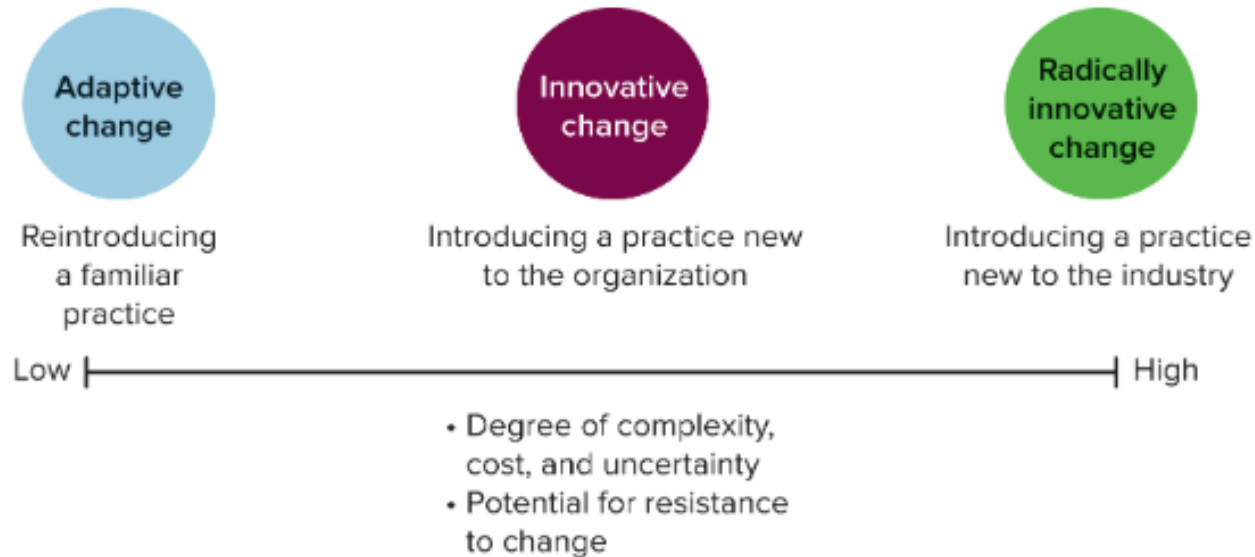 Adaptive
change
Innovative
change
Radically
innovative
change
Reintroducing
a familiar
practice
Introducing a practice new
to the organization
Introducing a practice
new to the industry
Low
High
• Degree of complexity,
cost, and uncertainty
• Potential for resistance
to change